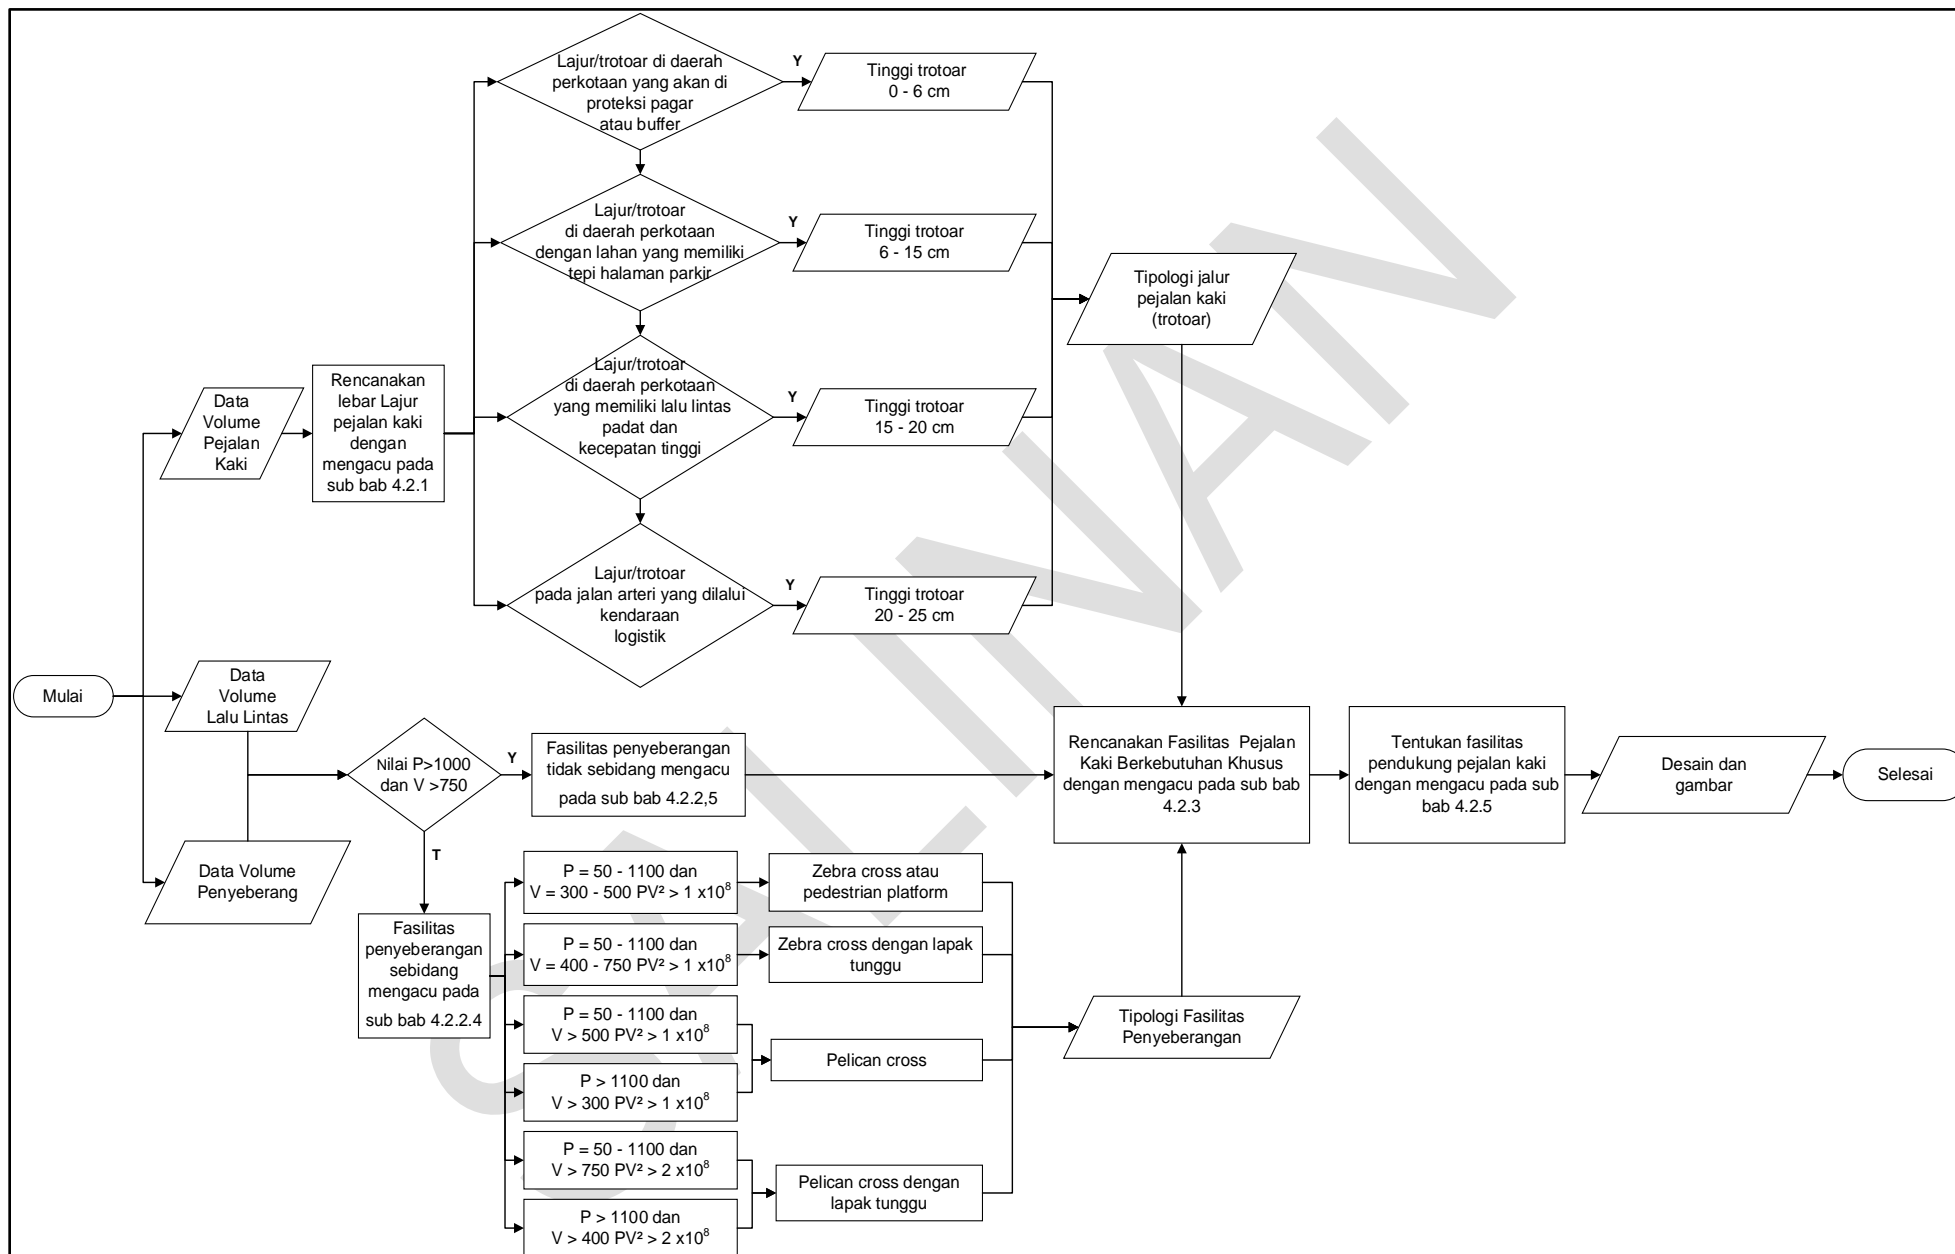 Lajur/trotoar di daerah
perkotaan yang akan di
proteksi pagar
atau buffer
Y
Tinggi trotoar
0 - 6 cm
Lajur/trotoar
di daerah perkotaan
dengan lahan yang memiliki
tepi halaman parkir
Y
Tinggi trotoar
6 - 15 cm
Tipologi jalur
pejalan kaki
(trotoar)
Data
Volume
Pejalan
Kaki
Rencanakan
lebar Lajur
pejalan kaki
dengan
mengacu pada
sub bab 4.2.1
Lajur/trotoar
di daerah perkotaan
yang memiliki lalu lintas
padat dan
kecepatan tinggi
Y
Tinggi trotoar
15 - 20 cm
Lajur/trotoar
pada jalan arteri yang dilalui
kendaraan
logistik
Y
Tinggi trotoar
20 - 25 cm
Mulai
Data
Volume
Lalu Lintas
Data Volume
Penyeberang
Nilai P>1000
dan V >750
Y
T
Fasilitas penyeberangan
tidak sebidang mengacu
pada sub bab 4.2.2,5
Rencanakan Fasilitas Pejalan
Kaki Berkebutuhan Khusus
dengan mengacu pada sub bab
4.2.3
Tentukan fasilitas
pendukung pejalan kaki
dengan mengacu pada sub
bab 4.2.5
Desain dan
gambar
Selesai
Fasilitas
penyeberangan
sebidang
mengacu pada
sub bab 4.2.2.4
P = 50 - 1100 dan
V = 300 - 500 PV² > 1 x10⁸
Zebra cross atau
pedestrian platform
P = 50 - 1100 dan
V = 400 - 750 PV² > 1 x10⁸
Zebra cross dengan lapak
tunggu
P = 50 - 1100 dan
V > 500 PV² > 1 x10⁸
P > 1100 dan
V > 300 PV² > 1 x10⁸
Pelican cross
P = 50 - 1100 dan
V > 750 PV² > 2 x10⁸
P > 1100 dan
V > 400 PV² > 2 x10⁸
Pelican cross dengan
lapak tunggu
Tipologi Fasilitas
Penyeberangan
SALINAN